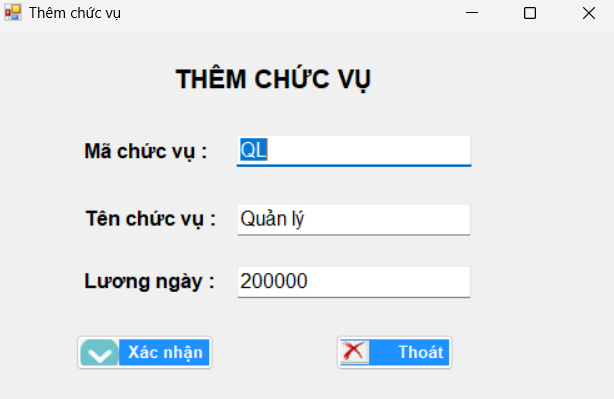 Thêm chức vụ
THÊM CHỨC VỤ
Mã chức vụ : QL
Tên chức vụ : Quản lý
Lương ngày : 200000
Xác nhận Thoát